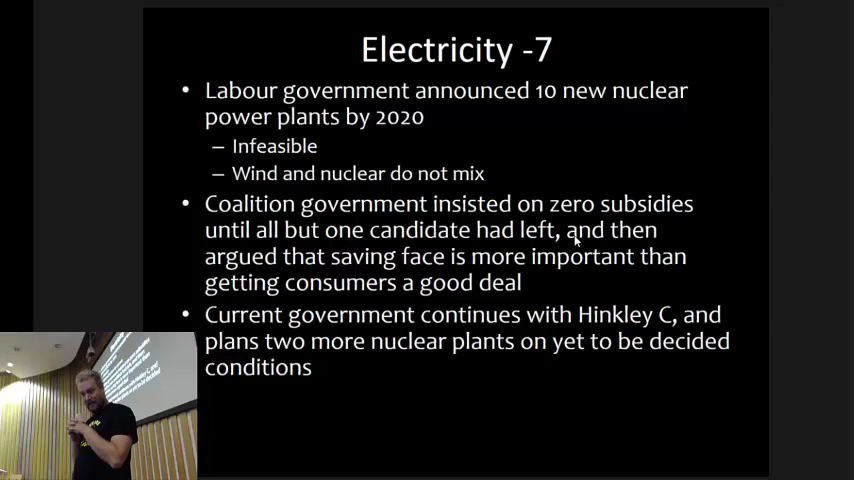 Electricity -7
• Labour government announced 10 new nuclear
power plants by 2020
– Infeasible
– Wind and nuclear do not mix
• Coalition government insisted on zero subsidies
until all but one candidate had left, and then
argued that saving face is more important than
getting consumers a good deal
• Current government continues with Hinkley C, and
plans two more nuclear plants on yet to be decided
conditions